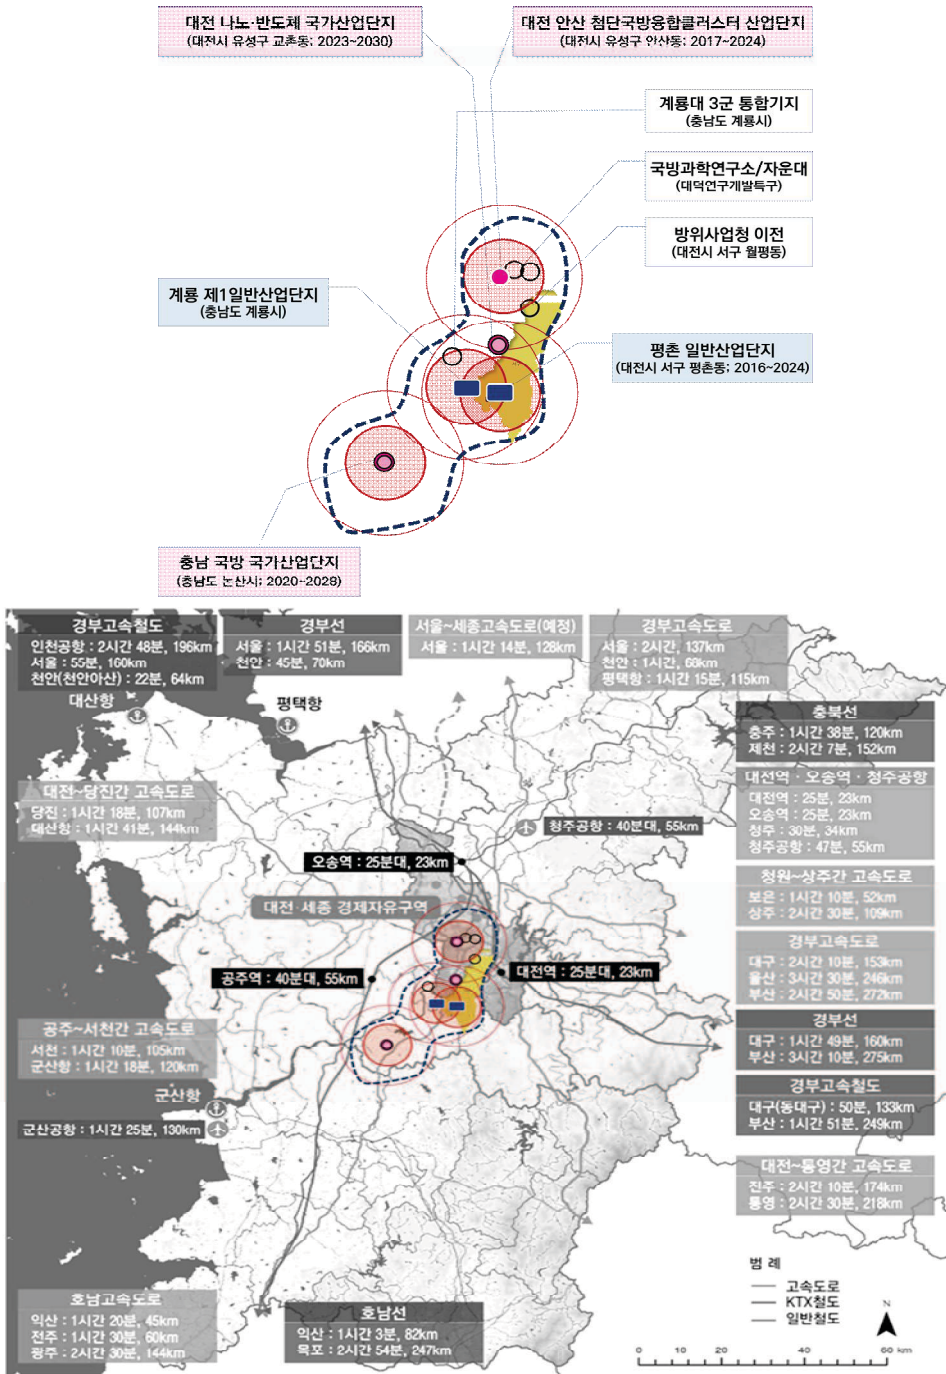 대전 나노·반도체 국가산업단지
(대전시 유성구 교촌동; 2023~2030)
대전 안산 첨단국방융합클러스터 산업단지
(대전시 유성구 안산동; 2017~2024)
계룡대 3군 통합기지
(충남도 계룡시)
국방과학연구소/자운대
(대덕연구개발특구)
방위사업청 이전
(대전시 서구 월평동)
계룡 제1일반산업단지
(충남도 계룡시)
평촌 일반산업단지
(대전시 서구 평촌동; 2016~2024)
충남 국방 국가산업단지
(충남도 논산시; 2020~2029)
경부고속철도
인천공항 : 2시간 48분, 196km
서울 : 55분, 160km
천안(천안아산) : 22분, 64km
경부선
서울 : 1시간 51분, 166km
천안 : 45분, 70km
서울~세종고속도로(예정)
서울 : 1시간 14분, 128km
경부고속도로
서울 : 2시간, 137km
천안 : 1시간, 68km
평택항 : 1시간 15분, 115km
대산항
평택항
충북선
충주 : 1시간 38분, 120km
제천 : 2시간 7분, 152km
대전역 · 오송역 · 청주공항
대전역 : 25분, 23km
오송역 : 25분, 23km
청주 : 30분, 34km
청주공항 : 47분, 55km
대전~당진간 고속도로
당진 : 1시간 18분, 107km
대산항 : 1시간 41분, 144km
청주공항 : 40분대, 55km
오송역 : 25분대, 23km
청원~상주간 고속도로
보은 : 1시간 10분, 52km
상주 : 2시간 30분, 109km
대전·세종 경제자유구역
경부고속도로
대구 : 2시간 10분, 153km
울산 : 3시간 30분, 246km
부산 : 2시간 50분, 272km
공주역 : 40분대, 55km
대전역 : 25분대, 23km
공주~서천간 고속도로
서천 : 1시간 10분, 105km
군산항 : 1시간 18분, 120km
경부선
대구 : 1시간 49분, 160km
부산 : 3시간 10분, 275km
경부고속철도
대구(동대구) : 50분, 133km
부산 : 1시간 51분, 249km
군산항
군산공항 : 1시간 25분, 130km
대전~통영간 고속도로
진주 : 2시간 10분, 174km
통영 : 2시간 30분, 218km
범 례
고속도로
KTX철도
일반철도
호남고속도로
익산 : 1시간 20분, 45km
전주 : 1시간 30분, 60km
광주 : 2시간 30분, 144km
호남선
익산 : 1시간 3분, 82km
목포 : 2시간 54분, 247km
N
0 10 20 40 60 km